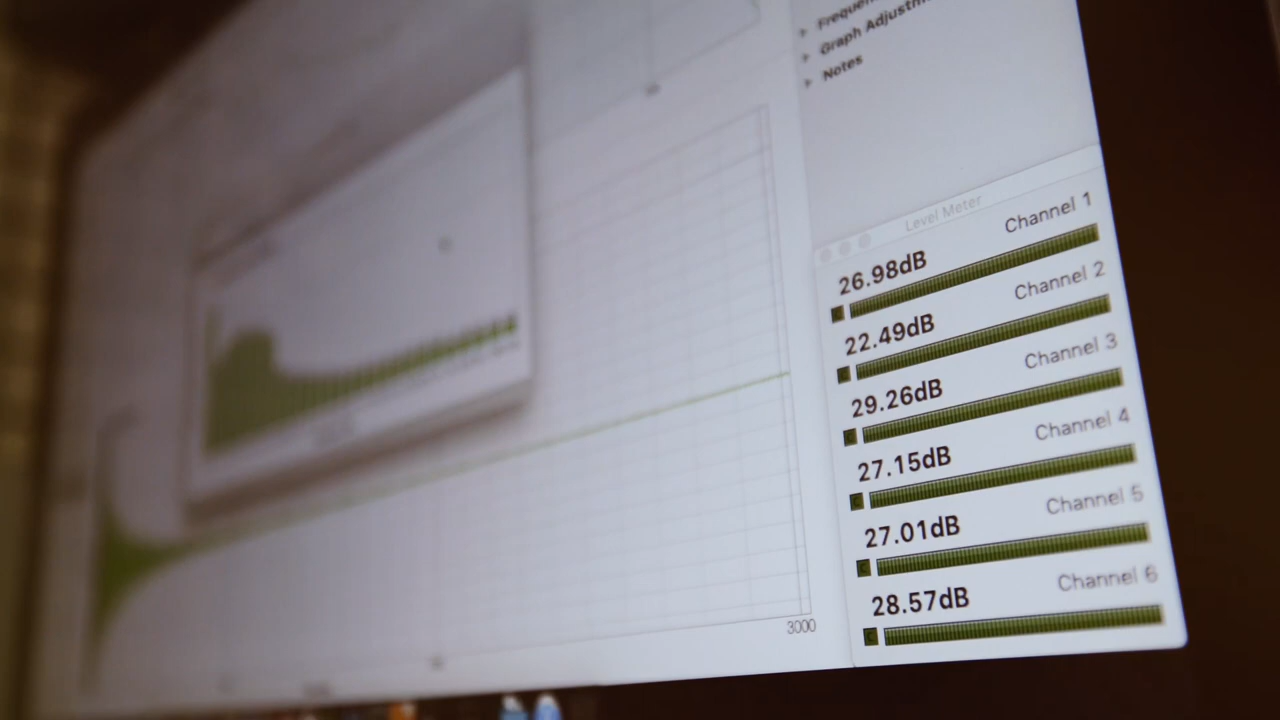 Graph Adjustm
Notes
Level Meter
Channel 1
26.98dB
Channel 2
22.49dB
Channel 3
29.26dB
Channel 4
27.15dB
Channel 5
27.01dB
Channel 6
28.57dB
3000